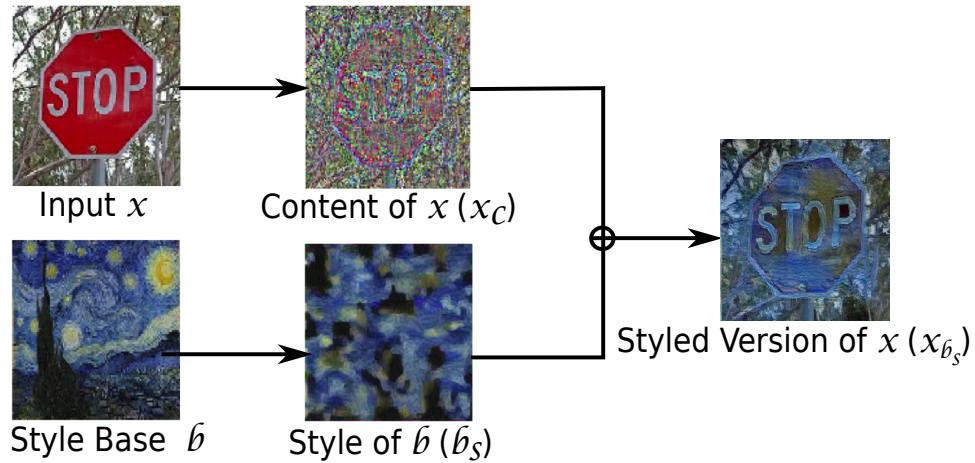 STOP
Input x
STOP
Content of x (x_C)
STOP
Styled Version of x (x_{b_s})
Style Base b
Style of b (b_s)